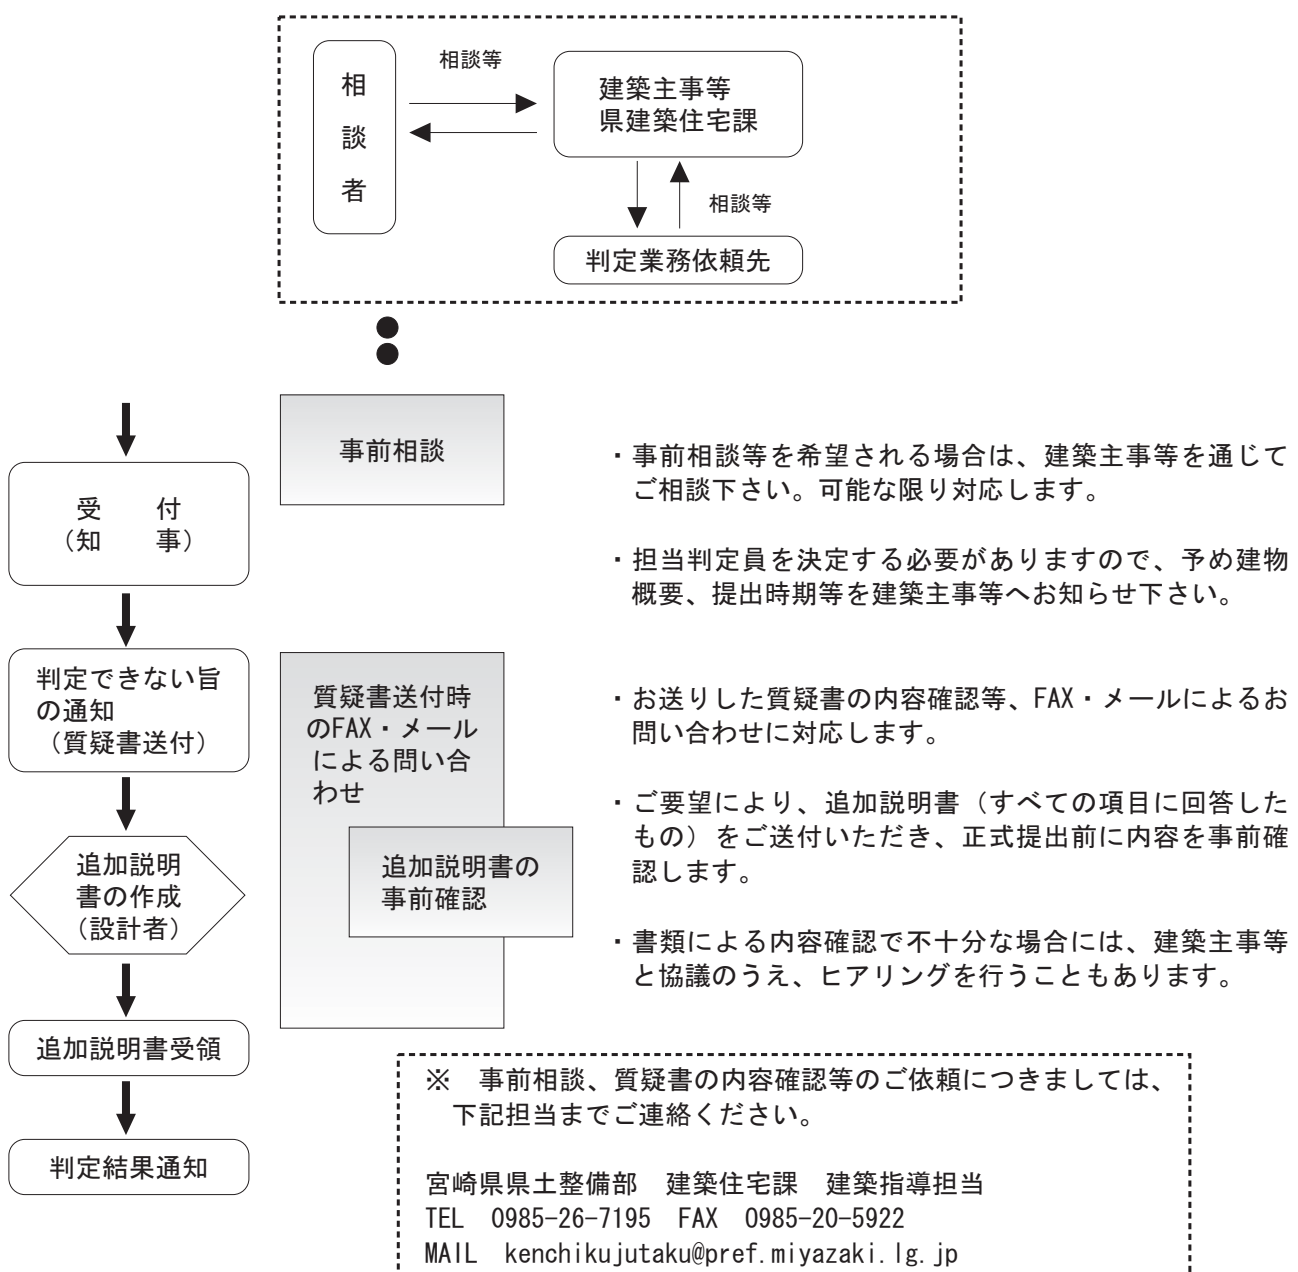 相談等
相
談
者
建築主事等
県建築住宅課
相談等
判定業務依頼先
事前相談
・事前相談等を希望される場合は、建築主事等を通じて
ご相談下さい。可能な限り対応します。
・担当判定員を決定する必要がありますので、予め建物
概要、提出時期等を建築主事等へお知らせ下さい。
受　　付
（知　　事）
判定できない旨
の通知
（質疑書送付）
質疑書送付時
のFAX・メール
による問い合
わせ
・お送りした質疑書の内容確認等、FAX・メールによるお
問い合わせに対応します。
・ご要望により、追加説明書（すべての項目に回答した
もの）をご送付いただき、正式提出前に内容を事前確
認します。
追加説明
書の作成
（設計者）
追加説明書の
事前確認
・書類による内容確認で不十分な場合には、建築主事等
と協議のうえ、ヒアリングを行うこともあります。
追加説明書受領
判定結果通知
※　事前相談、質疑書の内容確認等のご依頼につきましては、
下記担当までご連絡ください。
宮崎県県土整備部　建築住宅課　建築指導担当
TEL　0985-26-7195　FAX　0985-20-5922
MAIL　kenchikujutaku@pref.miyazaki.lg.jp